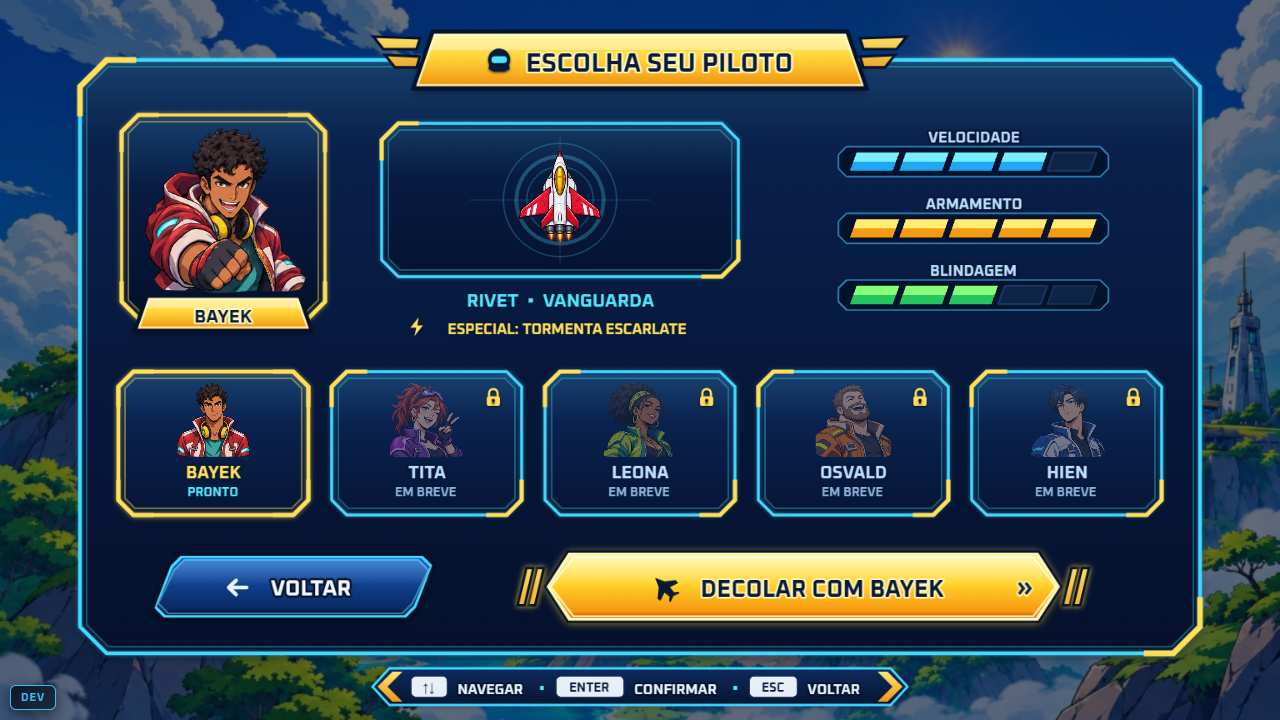 ESCOLHA SEU PILOTO
BAYEK
RIVET • VANGUARDA
ESPECIAL: TORMENTA ESCARLATE
VELOCIDADE
ARMAMENTO
BLINDAGEM
BAYEK
PRONTO
TITA
EM BREVE
LEONA
EM BREVE
OSVALD
EM BREVE
HIEN
EM BREVE
← VOLTAR
DECOLAR COM BAYEK »
↑↓ NAVEGAR • ENTER CONFIRMAR • ESC VOLTAR
DEV